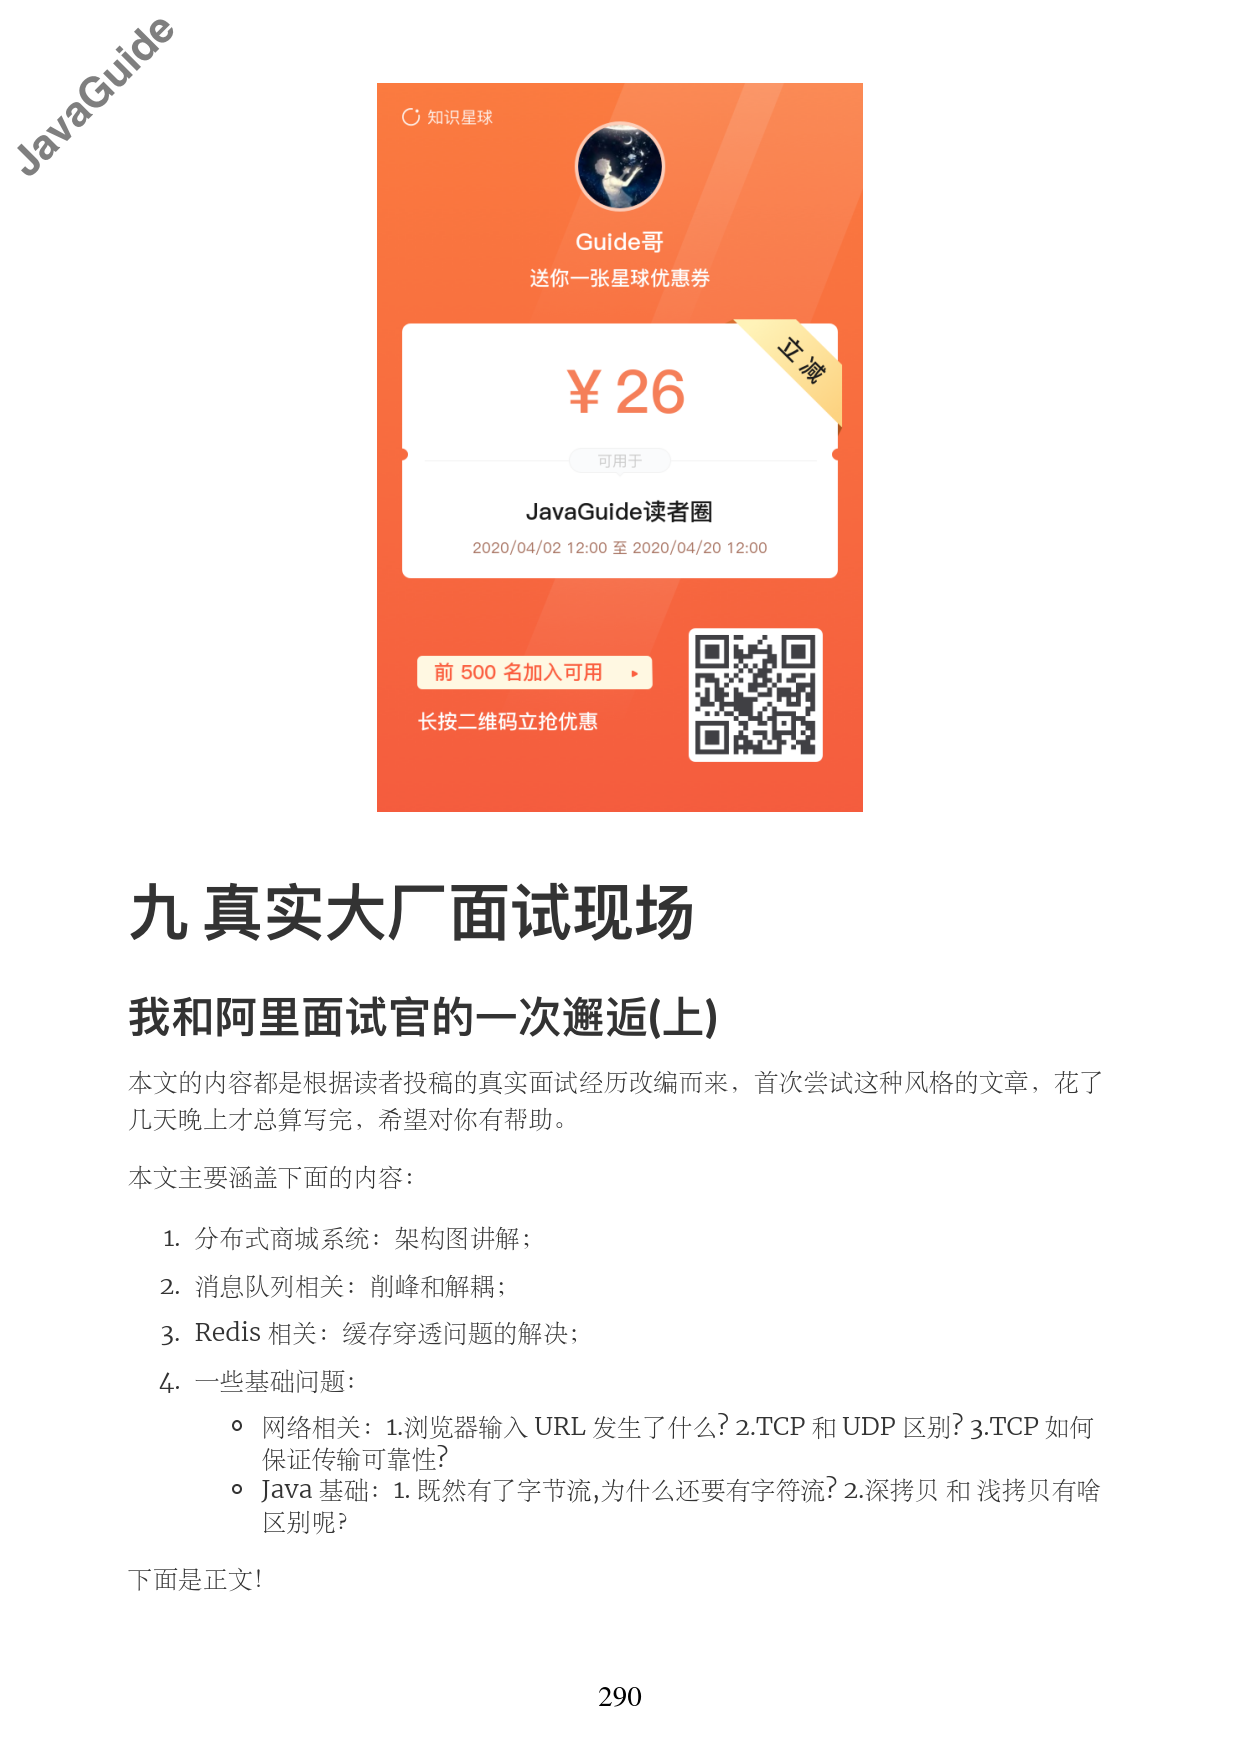 JavaGuide
知识星球
Guide哥
送你一张星球优惠券
立减
¥ 26
可用于
JavaGuide读者圈
2020/04/02 12:00 至 2020/04/20 12:00
前 500 名加入可用
长按二维码立抢优惠
九 真实大厂面试现场
我和阿里面试官的一次邂逅(上)
本文的内容都是根据读者投稿的真实面试经历改编而来，首次尝试这种风格的文章，花了
几天晚上才总算写完，希望对你有帮助。
本文主要涵盖下面的内容：
1. 分布式商城系统：架构图讲解；
2. 消息队列相关：削峰和解耦；
3. Redis 相关：缓存穿透问题的解决；
4. 一些基础问题：
网络相关：1.浏览器输入 URL 发生了什么? 2.TCP 和 UDP 区别? 3.TCP 如何
保证传输可靠性?
Java 基础：1. 既然有了字节流,为什么还要有字符流? 2.深拷贝 和 浅拷贝有啥
区别呢？
下面是正文!
290